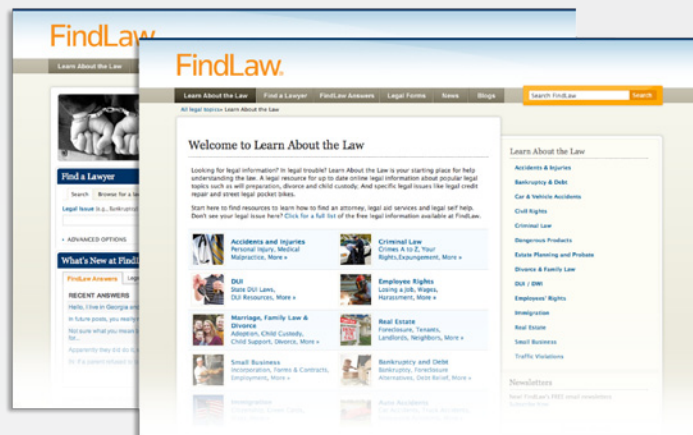 FindLaw
Learn About the Law
Find a Lawyer
Search Browse for a law
Legal Issue (e.g., Bankruptcy
ADVANCED OPTIONS
What's New at FindL
FindLaw Answers Lega
RECENT ANSWERS
Hello, I live in Georgia and
Not sure what you mean b
for...
Apparently they did do it,
FindLaw.
Learn About the Law Find a Lawyer FindLaw Answers Legal Forms News Blogs
Search FindLaw Search
All legal topics» Learn About the Law
Welcome to Learn About the Law
Looking for legal information? In legal trouble? Learn About the Law is your starting place for help
understanding the law. A legal resource for up to date online legal information about popular legal
topics such as will preparation, divorce and child custody; And specific legal issues like legal credit
repair and street legal pocket bikes.
Start here to find resources to learn how to find an attorney, legal aid services and legal self help.
Don't see your legal issue here? Click for a full list of the free legal information available at FindLaw.
Accidents and Injuries
Personal Injury, Medical
Malpractice, More »
Criminal Law
Crimes A to Z, Your
Rights,Expungement, More »
DUI
State DUI Laws,
DUI Resources, More »
Employee Rights
Losing a Job, Wages,
Harassment, More »
Marriage, Family Law &
Divorce
Adoption, Child Custody,
Child Support, Divorce, More »
Real Estate
Foreclosure, Tenants,
Landlords, Neighbors, More »
Small Business
Incorporation, Forms & Contracts,
Employment, More »
Bankruptcy and Debt
Bankruptcy, Foreclosure
Alternatives, Debt Relief, More »
Immigration
Auto Accidents
Learn About the Law
Accidents & Injuries
Bankruptcy & Debt
Car & Vehicle Accidents
Civil Rights
Criminal Law
Dangerous Products
Estate Planning and Probate
Divorce & Family Law
DUI / DWI
Employees' Rights
Immigration
Real Estate
Small Business
Traffic Violations
Newsletters